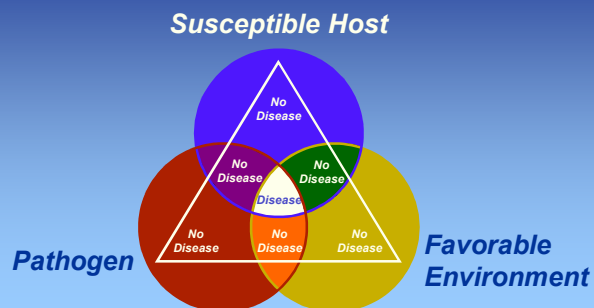 Susceptible Host
No
Disease
No
Disease
No
Disease
Disease
No
Disease
No
Disease
No
Disease
Pathogen
Favorable
Environment